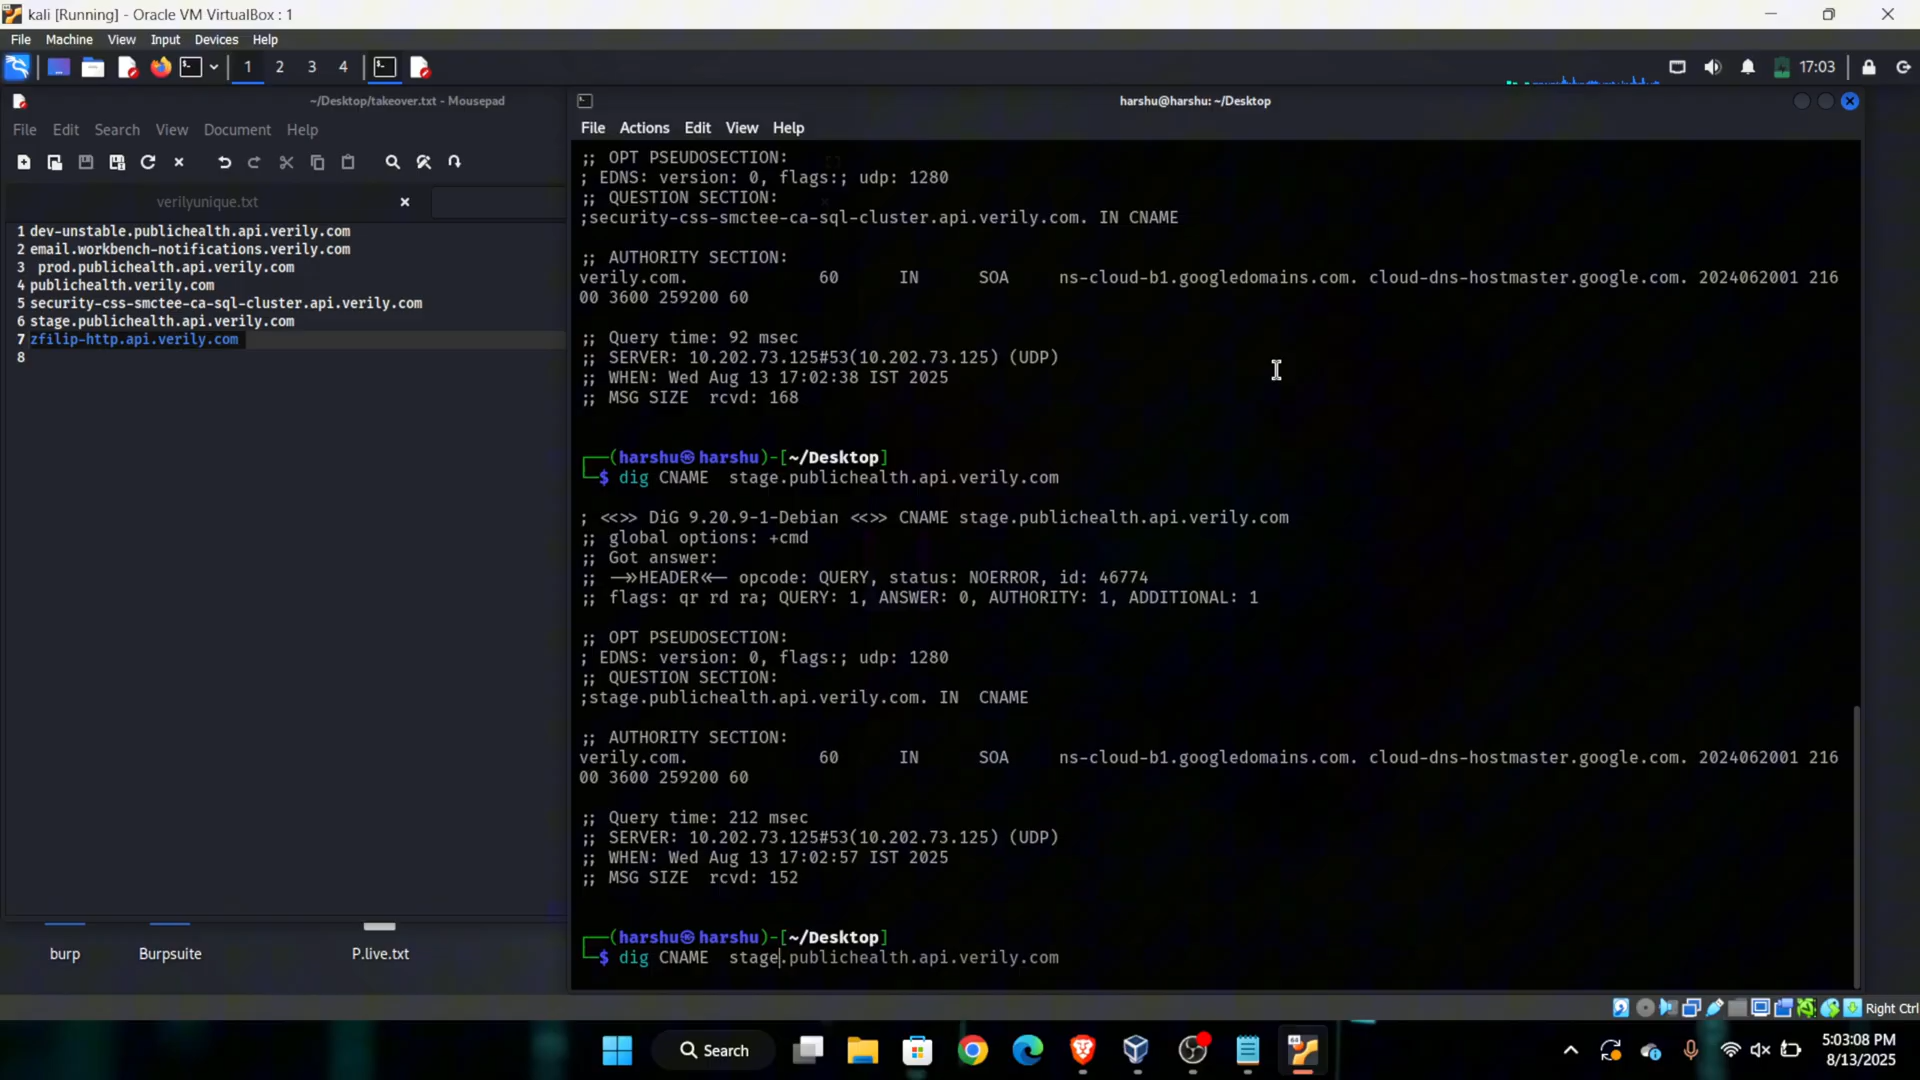 kali [Running] - Oracle VM VirtualBox : 1
File Machine View Input Devices Help
1 2 3 4
17:03
~/Desktop/takeover.txt - Mousepad
File Edit Search View Document Help
verilyunique.txt
1 dev-unstable.publichealth.api.verily.com
2 email.workbench-notifications.verily.com
3  prod.publichealth.api.verily.com
4 publichealth.verily.com
5 security-css-smctee-ca-sql-cluster.api.verily.com
6 stage.publichealth.api.verily.com
7 zfilip-http.api.verily.com
8
burp
Burpsuite
P.live.txt
harshu@harshu: ~/Desktop
File Actions Edit View Help
;; OPT PSEUDOSECTION:
; EDNS: version: 0, flags:; udp: 1280
;; QUESTION SECTION:
;security-css-smctee-ca-sql-cluster.api.verily.com. IN CNAME
;; AUTHORITY SECTION:
verily.com. 60 IN SOA ns-cloud-b1.googledomains.com. cloud-dns-hostmaster.google.com. 2024062001 216
00 3600 259200 60
;; Query time: 92 msec
;; SERVER: 10.202.73.125#53(10.202.73.125) (UDP)
;; WHEN: Wed Aug 13 17:02:38 IST 2025
;; MSG SIZE  rcvd: 168
┌──(harshu㉿harshu)-[~/Desktop]
└─$ dig CNAME  stage.publichealth.api.verily.com
; <<>> DiG 9.20.9-1-Debian <<>> CNAME stage.publichealth.api.verily.com
;; global options: +cmd
;; Got answer:
;; ->>HEADER<<- opcode: QUERY, status: NOERROR, id: 46774
;; flags: qr rd ra; QUERY: 1, ANSWER: 0, AUTHORITY: 1, ADDITIONAL: 1
;; OPT PSEUDOSECTION:
; EDNS: version: 0, flags:; udp: 1280
;; QUESTION SECTION:
;stage.publichealth.api.verily.com. IN  CNAME
;; AUTHORITY SECTION:
verily.com. 60 IN SOA ns-cloud-b1.googledomains.com. cloud-dns-hostmaster.google.com. 2024062001 216
00 3600 259200 60
;; Query time: 212 msec
;; SERVER: 10.202.73.125#53(10.202.73.125) (UDP)
;; WHEN: Wed Aug 13 17:02:57 IST 2025
;; MSG SIZE  rcvd: 152
┌──(harshu㉿harshu)-[~/Desktop]
└─$ dig CNAME  stage.publichealth.api.verily.com
Right Ctrl
Search
5:03:08 PM
8/13/2025